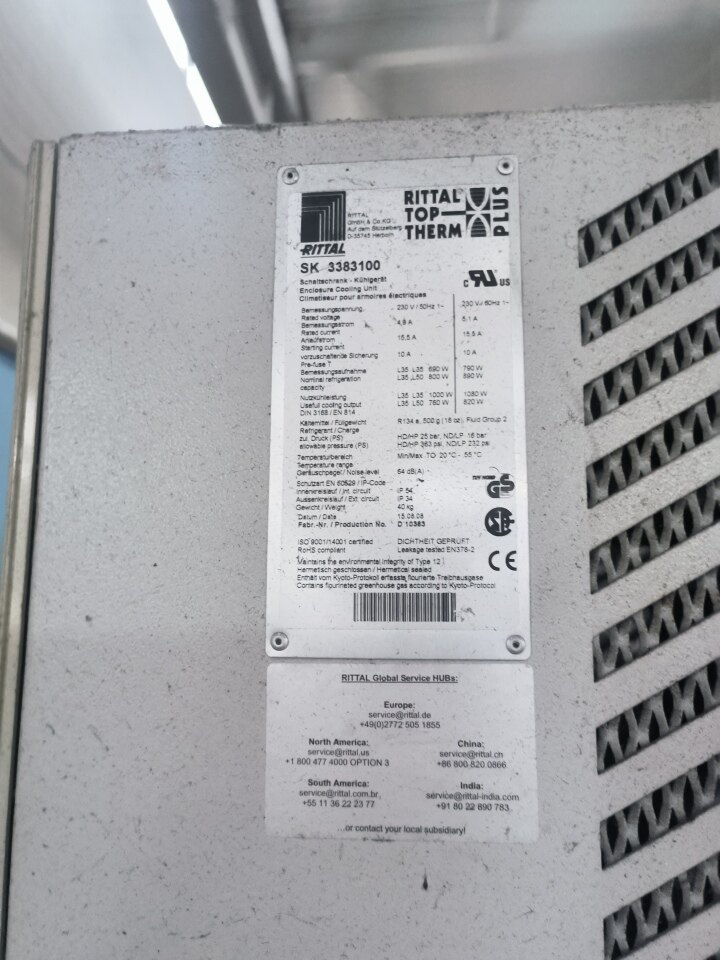 RITTAL
RITTAL
GmbH & Co.KG
Auf dem Stützelberg
D-35745 Herborn
RITTAL
TOP
THERM
PLUS
SK 3383100
Schaltschrank - Kühlgerät
Enclosure Cooling Unit
Climatiseur pour armoires électriques
C RU US
Bemessungspannung, 230 V / 50Hz 1~ 230 V / 60Hz 1~
Rated voltage
Bemessungsstrom 4,8 A 5,1 A
Rated current
Anlaufstrom 15,5 A 15,5 A
Starting current
vorzuschaltende Sicherung 10 A 10 A
Pre-fuse T
Bemessungsaufnahme L35 L35 690 W 790 W
Nominal refrigeration L35 L50 800 W 890 W
capacity
Nutzkühlleistung L35 L35 1000 W 1080 W
Usefull cooling output L35 L50 760 W 820 W
DIN 3168 / EN 814
Kältemittel / Füllgewicht R134 a, 500 g (18 oz), Fluid Group 2
Refrigerant / Charge
zul. Druck (PS) HD/HP 25 bar, ND/LP 16 bar
allowable pressure (PS) HD/HP 363 psi, ND/LP 232 psi
Temperaturbereich Min/Max TO 20°C - 55°C
Temperature range
Geräuschpegel / Noise level 64 dB(A)
Schutzart EN 60529 / IP-Code
Innenkreislauf / Int. circuit IP 54
Aussenkreislauf / Ext. circuit IP 34
Gewicht / Weight 40 kg
Datum / Date 15.08.08
Fabr.-Nr. / Production No. D 10383
TÜV NORD
GS
ISO 9001/14001 certified DICHTHEIT GEPRÜFT
RoHS compliant Leakage tested EN378-2
CE
Maintains the environmental integrity of Type 12
Hermetisch geschlossen / Hermetical sealed
Enthält vom Kyoto-Protokoll erfasste flourierte Treibhausgase
Contains flourineted greenhouse gas according to Kyoto-Protocol
RITTAL Global Service HUBs:
Europe:
service@rittal.de
+49(0)2772 505 1855
North America:
service@rittal.us
+1 800 477 4000 OPTION 3
China:
service@rittal.cn
+86 800 820 0866
South America:
service@rittal.com.br
+55 11 36 22 23 77
India:
service@rittal-india.com
+91 80 22 890 783
...or contact your local subsidiary!